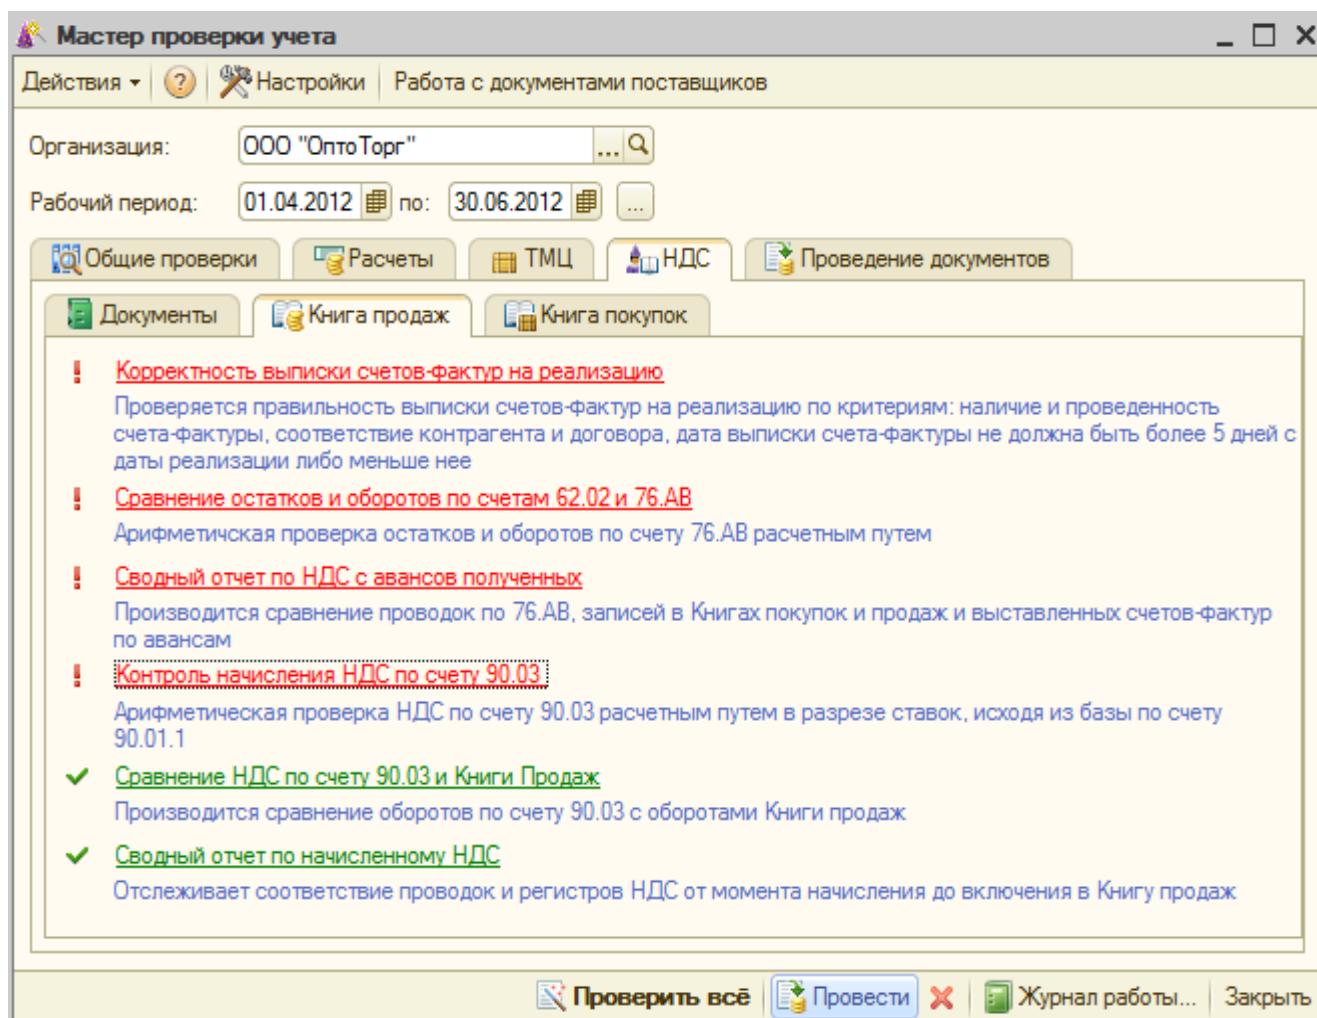 Мастер проверки учета
Действия ? Настройки Работа с документами поставщиков
Организация: ООО "ОптоТорг" ...
Рабочий период: 01.04.2012 по: 30.06.2012 ...
Общие проверки Расчеты ТМЦ НДС Проведение документов
Документы Книга продаж Книга покупок
! Корректность выписки счетов-фактур на реализацию
Проверяется правильность выписки счетов-фактур на реализацию по критериям: наличие и проведенность
счета-фактуры, соответствие контрагента и договора, дата выписки счета-фактуры не должна быть более 5 дней с
даты реализации либо меньше нее
! Сравнение остатков и оборотов по счетам 62.02 и 76.АВ
Арифметичская проверка остатков и оборотов по счету 76.АВ расчетным путем
! Сводный отчет по НДС с авансов полученных
Производится сравнение проводок по 76.АВ, записей в Книгах покупок и продаж и выставленных счетов-фактур
по авансам
! Контроль начисления НДС по счету 90.03
Арифметическая проверка НДС по счету 90.03 расчетным путем в разрезе ставок, исходя из базы по счету
90.01.1
Сравнение НДС по счету 90.03 и Книги Продаж
Производится сравнение оборотов по счету 90.03 с оборотами Книги продаж
Сводный отчет по начисленному НДС
Отслеживает соответствие проводок и регистров НДС от момента начисления до включения в Книгу продаж
Проверить всё Провести Журнал работы... Закрыть